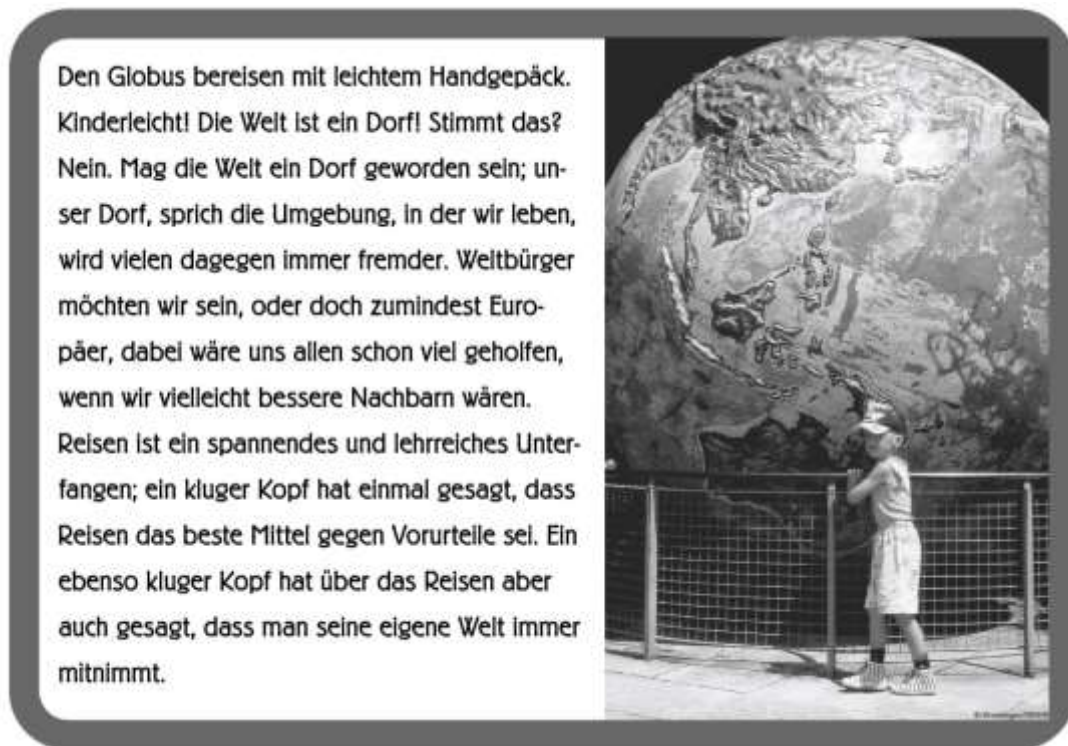 Den Globus bereisen mit leichtem Handgepäck.
Kinderleicht! Die Welt ist ein Dorf! Stimmt das?
Nein. Mag die Welt ein Dorf geworden sein; un-
ser Dorf, sprich die Umgebung, in der wir leben,
wird vielen dagegen immer fremder. Weltbürger
möchten wir sein, oder doch zumindest Euro-
päer, dabei wäre uns allen schon viel geholfen,
wenn wir vielleicht bessere Nachbarn wären.
Reisen ist ein spannendes und lehrreiches Unter-
fangen; ein kluger Kopf hat einmal gesagt, dass
Reisen das beste Mittel gegen Vorurteile sei. Ein
ebenso kluger Kopf hat über das Reisen aber
auch gesagt, dass man seine eigene Welt immer
mitnimmt.